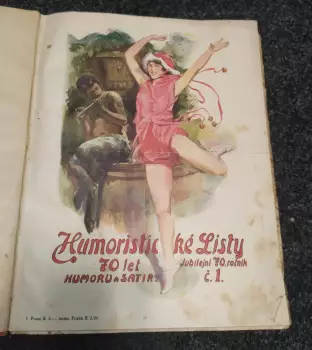 Humoristické Listy
70 let
Jubilejní 70. ročník
HUMORU A SATIRY
č. 1.